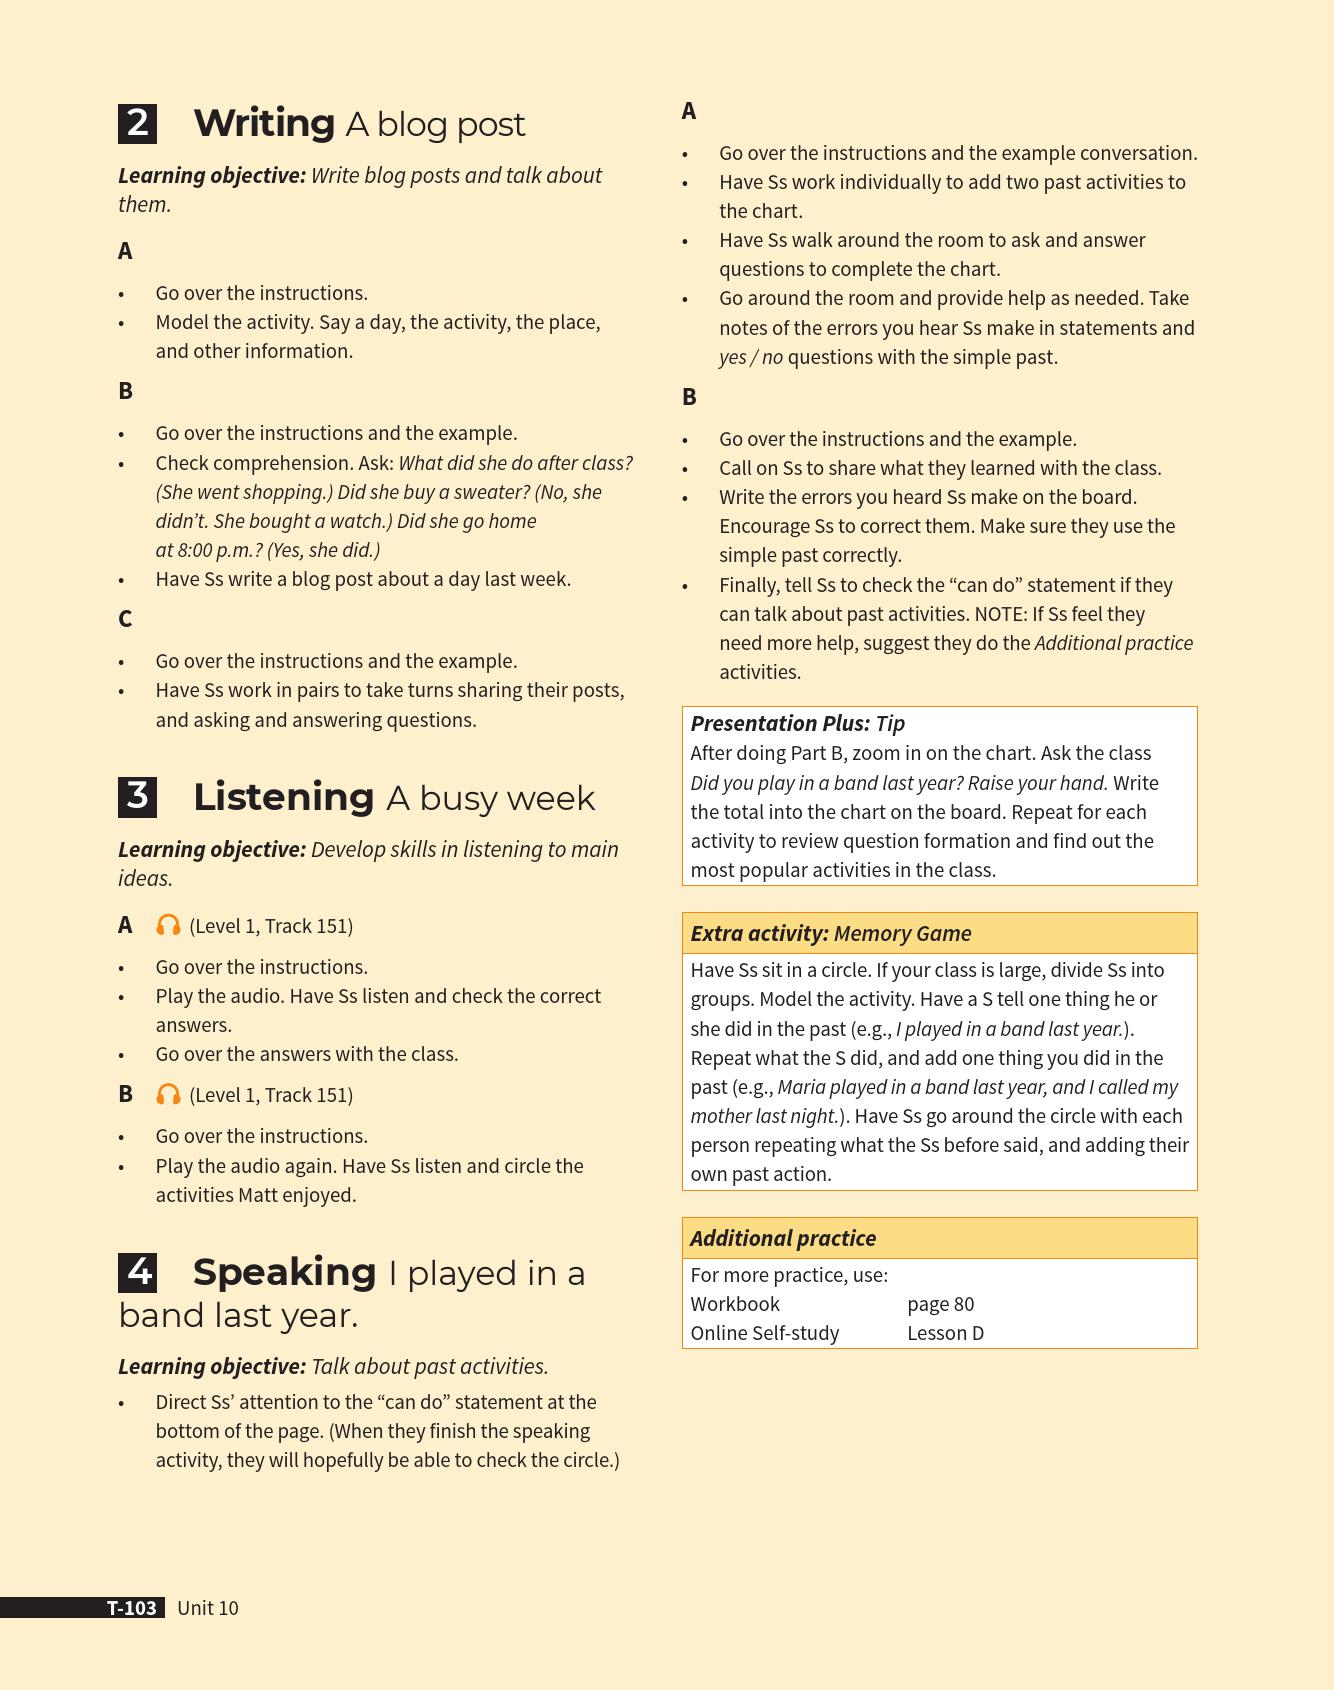 2 Writing A blog post
Learning objective: Write blog posts and talk about
them.
A
• Go over the instructions.
• Model the activity. Say a day, the activity, the place,
and other information.
B
• Go over the instructions and the example.
• Check comprehension. Ask: What did she do after class?
(She went shopping.) Did she buy a sweater? (No, she
didn’t. She bought a watch.) Did she go home
at 8:00 p.m.? (Yes, she did.)
• Have Ss write a blog post about a day last week.
C
• Go over the instructions and the example.
• Have Ss work in pairs to take turns sharing their posts,
and asking and answering questions.
3 Listening A busy week
Learning objective: Develop skills in listening to main
ideas.
A (Level 1, Track 151)
• Go over the instructions.
• Play the audio. Have Ss listen and check the correct
answers.
• Go over the answers with the class.
B (Level 1, Track 151)
• Go over the instructions.
• Play the audio again. Have Ss listen and circle the
activities Matt enjoyed.
4 Speaking I played in a
band last year.
Learning objective: Talk about past activities.
• Direct Ss’ attention to the “can do” statement at the
bottom of the page. (When they finish the speaking
activity, they will hopefully be able to check the circle.)
A
• Go over the instructions and the example conversation.
• Have Ss work individually to add two past activities to
the chart.
• Have Ss walk around the room to ask and answer
questions to complete the chart.
• Go around the room and provide help as needed. Take
notes of the errors you hear Ss make in statements and
yes / no questions with the simple past.
B
• Go over the instructions and the example.
• Call on Ss to share what they learned with the class.
• Write the errors you heard Ss make on the board.
Encourage Ss to correct them. Make sure they use the
simple past correctly.
• Finally, tell Ss to check the “can do” statement if they
can talk about past activities. NOTE: If Ss feel they
need more help, suggest they do the Additional practice
activities.
Presentation Plus: Tip
After doing Part B, zoom in on the chart. Ask the class
Did you play in a band last year? Raise your hand. Write
the total into the chart on the board. Repeat for each
activity to review question formation and find out the
most popular activities in the class.
Extra activity: Memory Game
Have Ss sit in a circle. If your class is large, divide Ss into
groups. Model the activity. Have a S tell one thing he or
she did in the past (e.g., I played in a band last year.).
Repeat what the S did, and add one thing you did in the
past (e.g., Maria played in a band last year, and I called my
mother last night.). Have Ss go around the circle with each
person repeating what the Ss before said, and adding their
own past action.
Additional practice
For more practice, use:
Workbook page 80
Online Self-study Lesson D
T-103 Unit 10